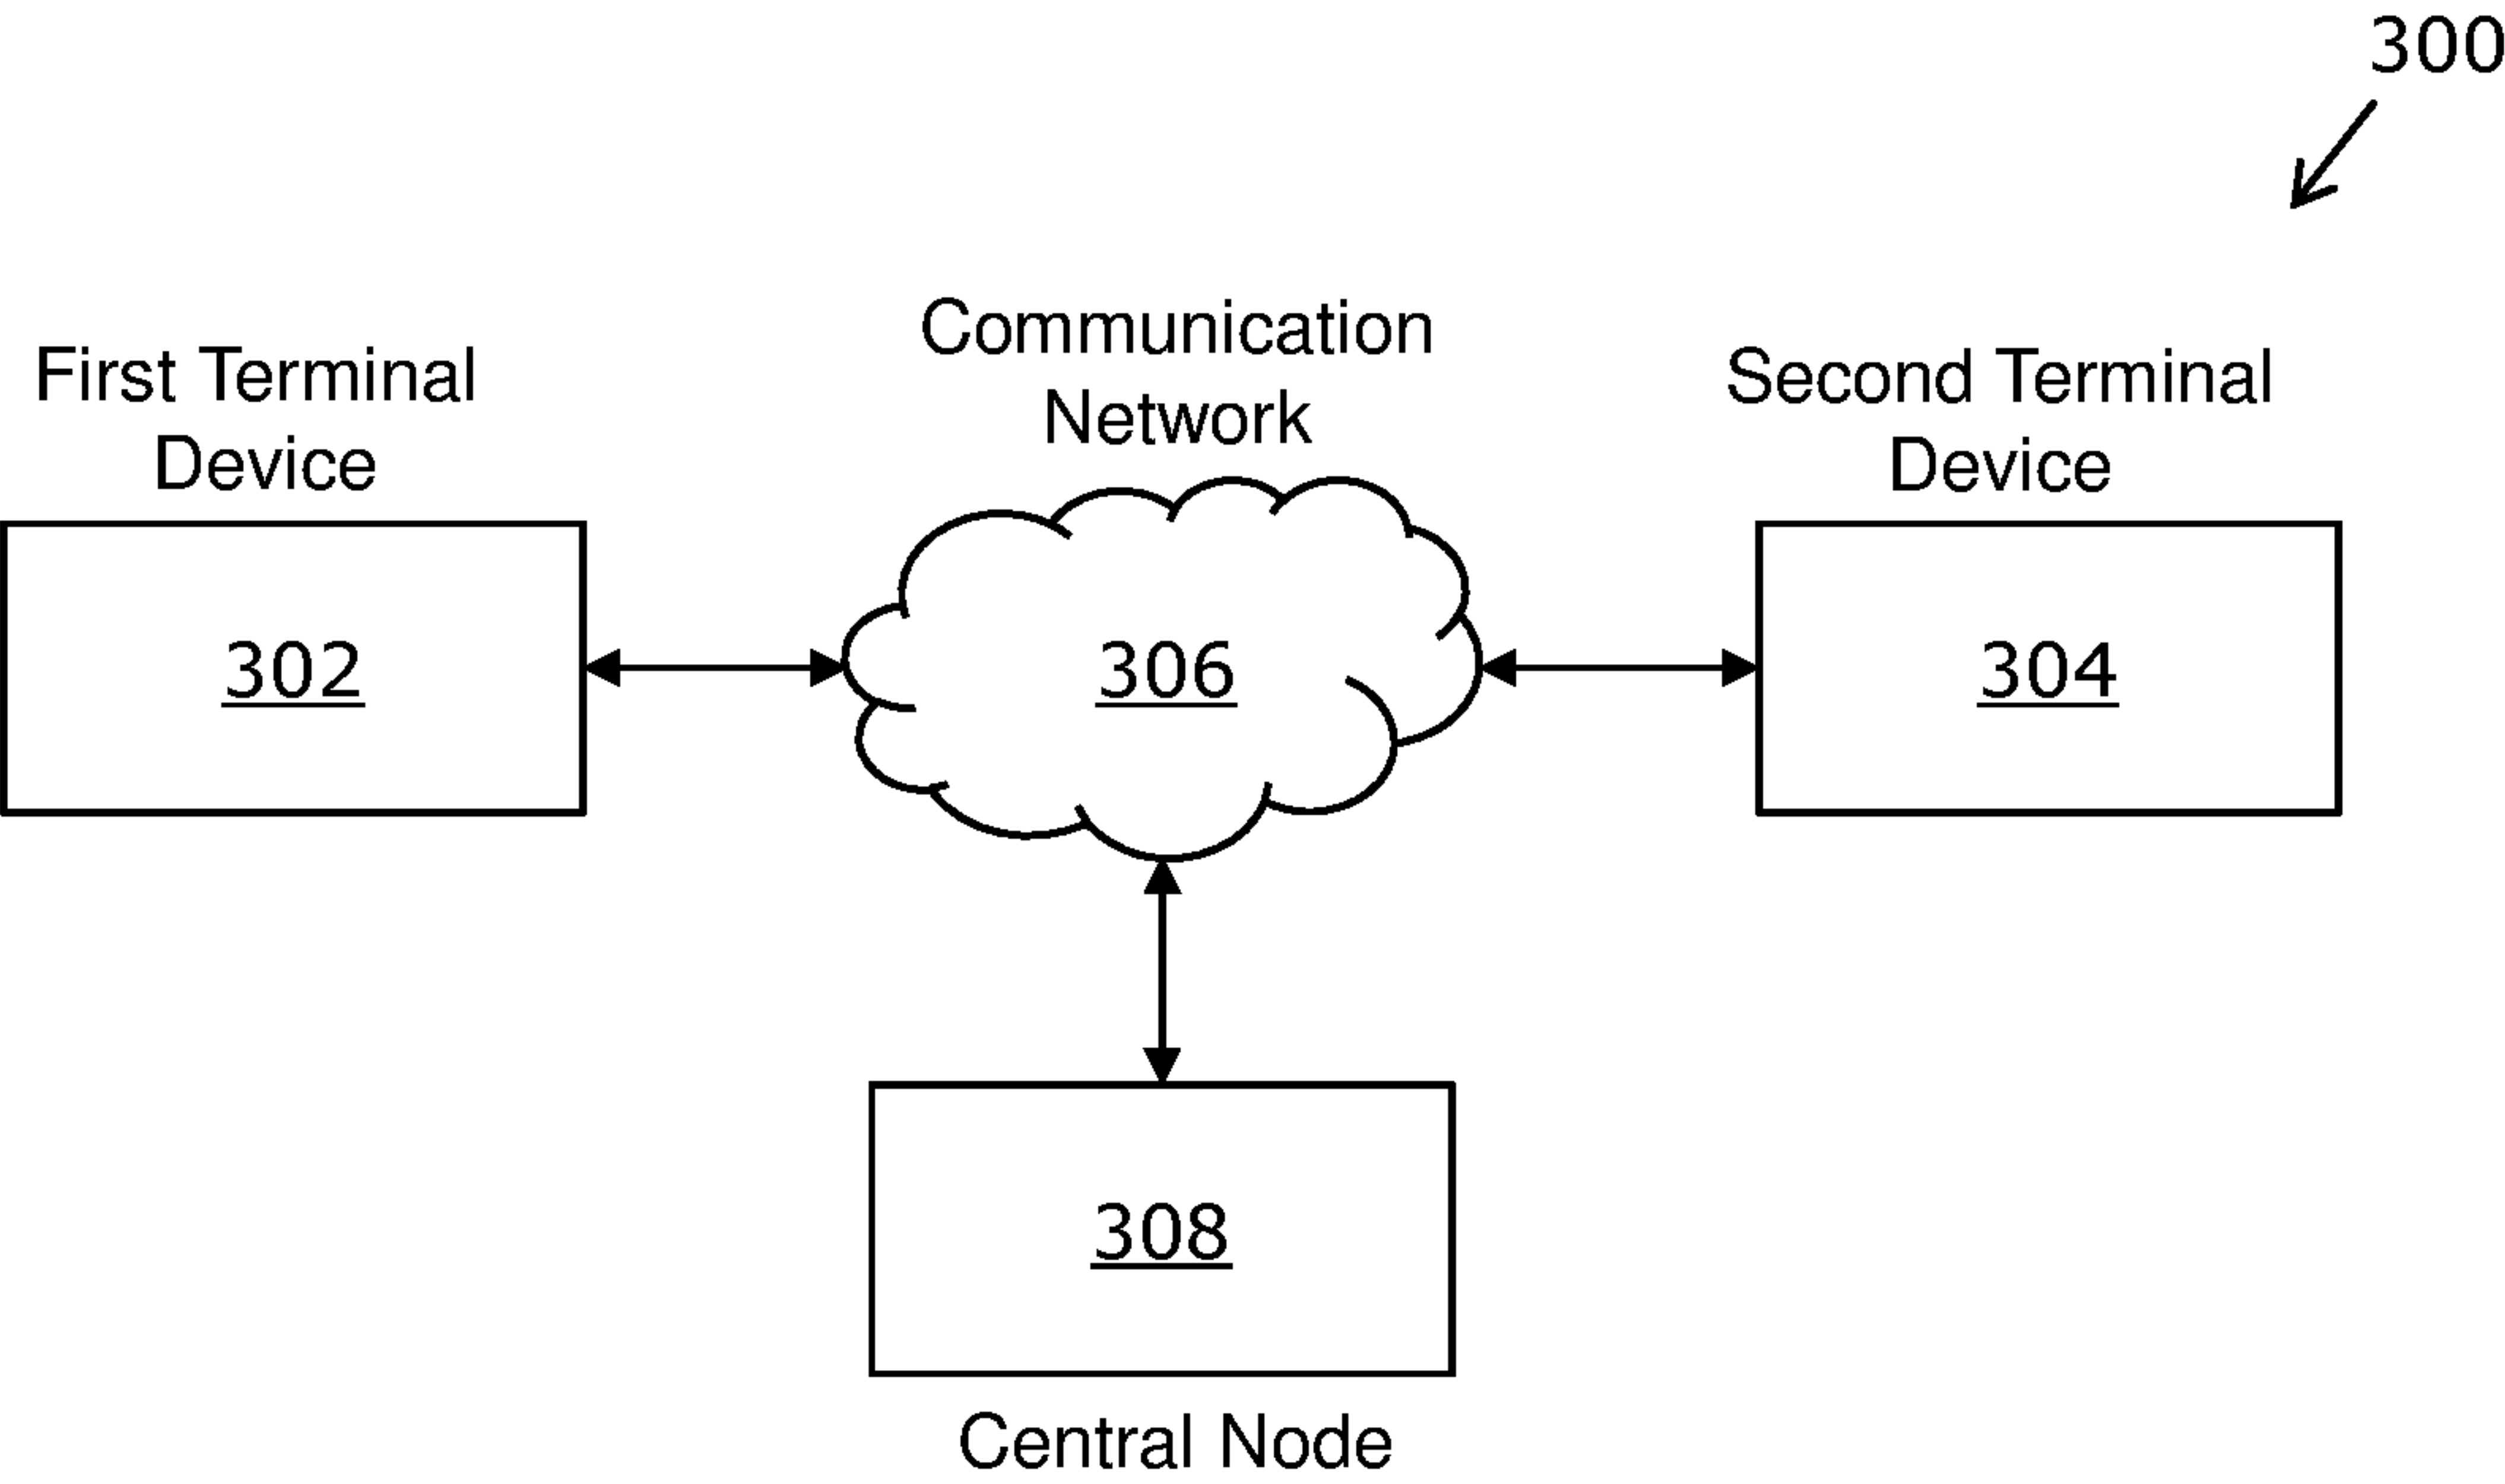 300
Communication
Network
First Terminal
Device
Second Terminal
Device
302
306
304
308
Central Node